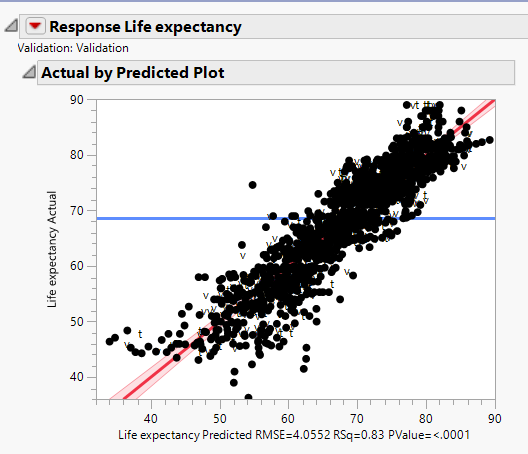 Response Life expectancy
Validation: Validation
Actual by Predicted Plot
90
80
70
60
50
40
Life expectancy Actual
40 50 60 70 80 90
Life expectancy Predicted RMSE=4.0552 RSq=0.83 PValue=<.0001